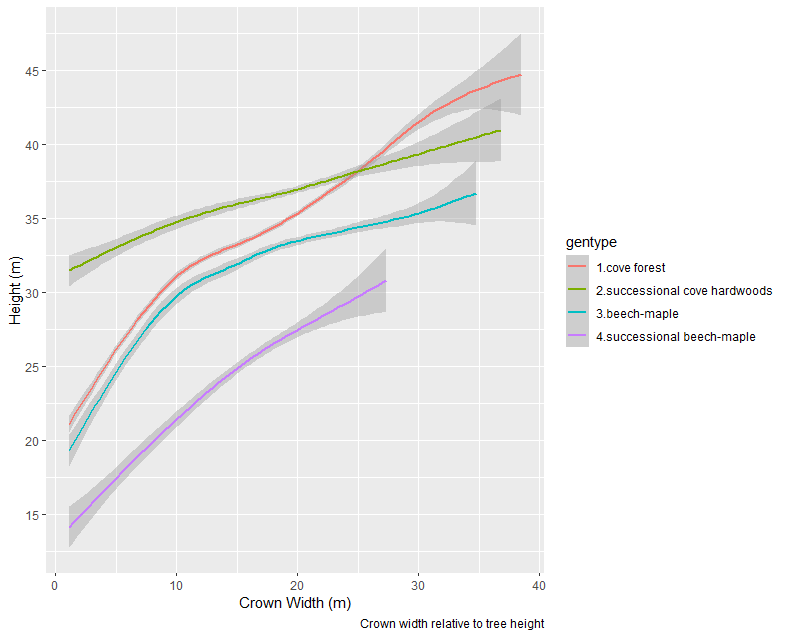 45
40
35
30
25
20
15
Height (m)
0 10 20 30 40
Crown Width (m)
Crown width relative to tree height
gentype
1.cove forest
2.successional cove hardwoods
3.beech-maple
4.successional beech-maple